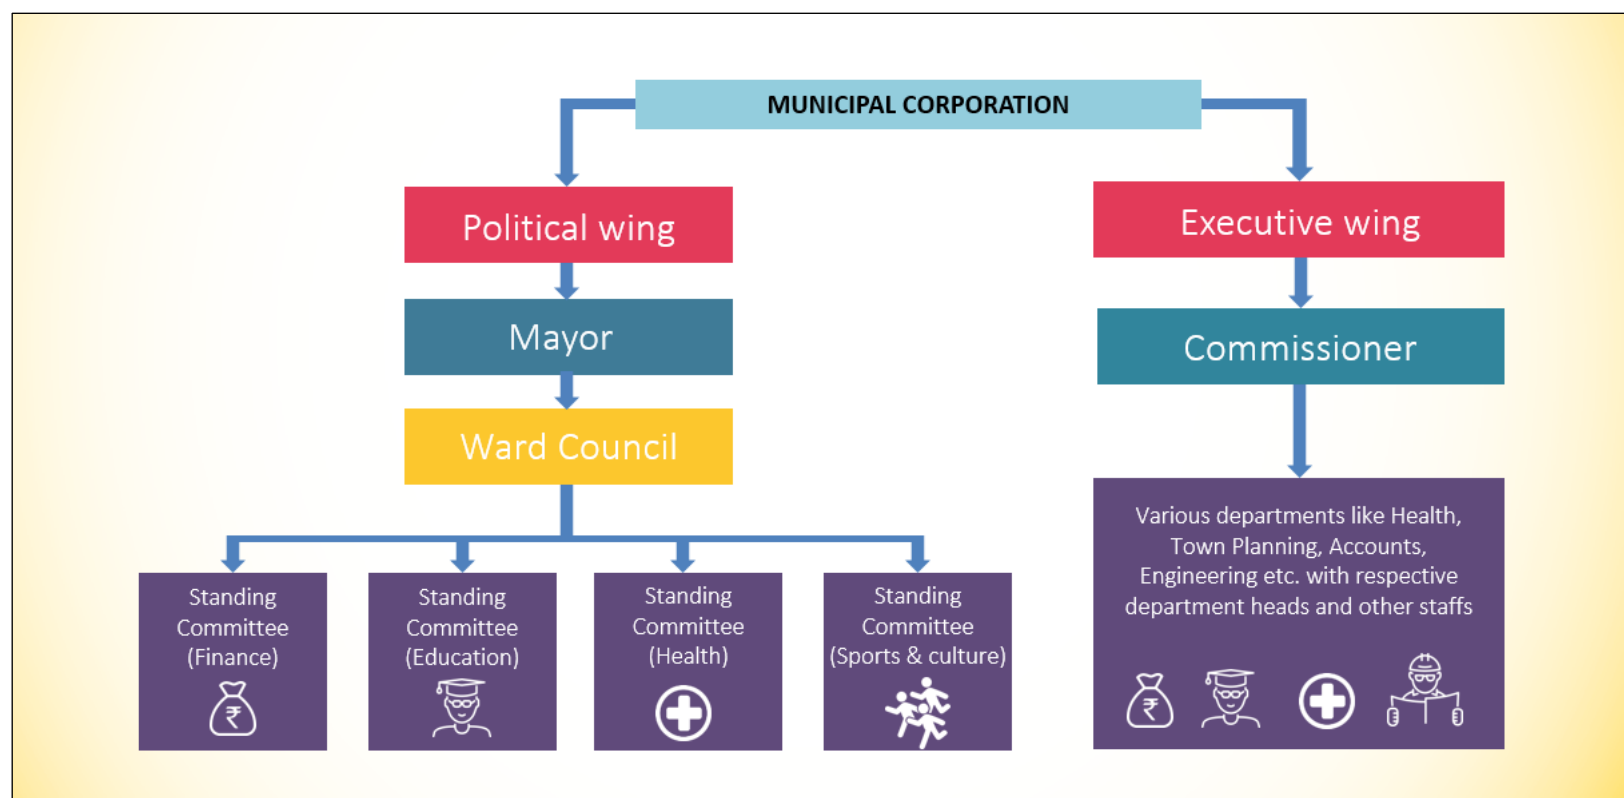 MUNICIPAL CORPORATION
Political wing
Executive wing
Mayor
Commissioner
Ward Council
Standing
Committee
(Finance)
₹
Standing
Committee
(Education)
Standing
Committee
(Health)
Standing
Committee
(Sports & culture)
Various departments like Health,
Town Planning, Accounts,
Engineering etc. with respective
department heads and other staffs
₹